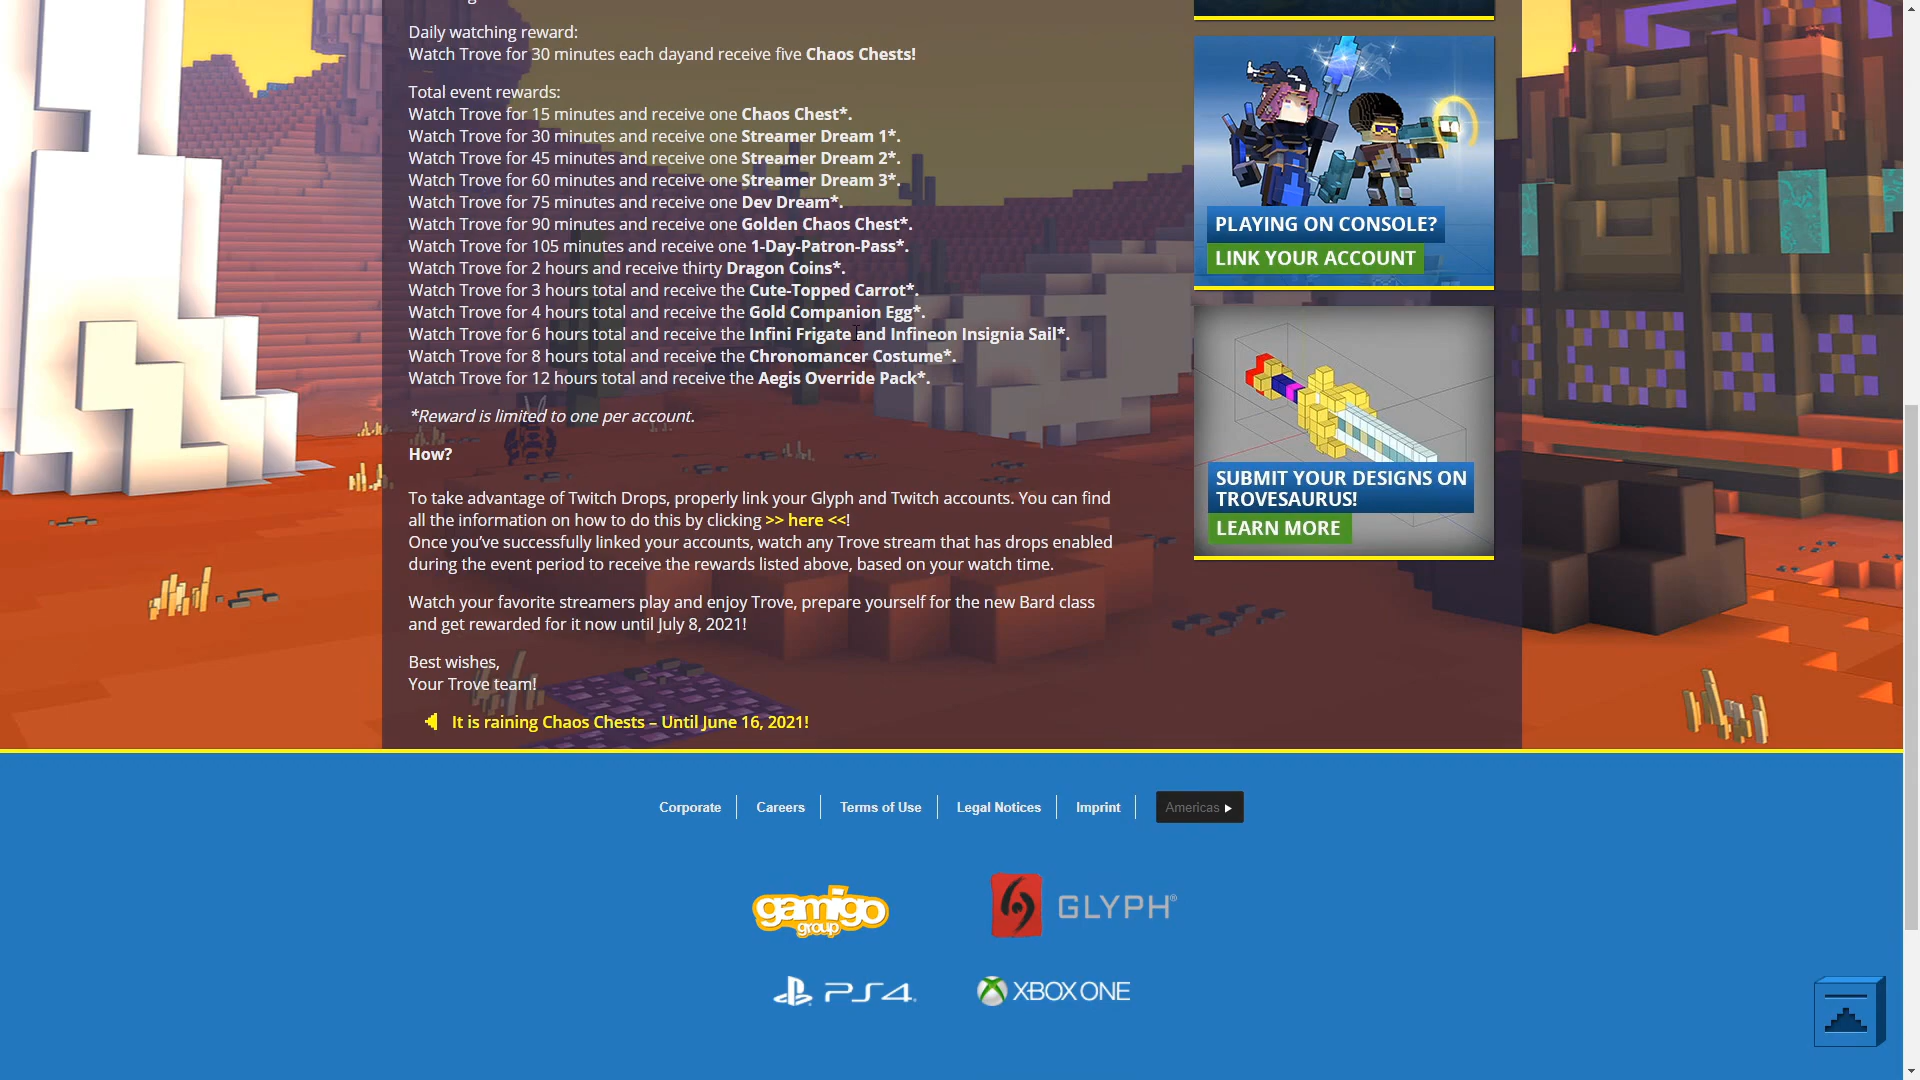 Daily watching reward:
Watch Trove for 30 minutes each dayand receive five Chaos Chests!
Total event rewards:
Watch Trove for 15 minutes and receive one Chaos Chest*.
Watch Trove for 30 minutes and receive one Streamer Dream 1*.
Watch Trove for 45 minutes and receive one Streamer Dream 2*.
Watch Trove for 60 minutes and receive one Streamer Dream 3*.
Watch Trove for 75 minutes and receive one Dev Dream*.
Watch Trove for 90 minutes and receive one Golden Chaos Chest*.
Watch Trove for 105 minutes and receive one 1-Day-Patron-Pass*.
Watch Trove for 2 hours and receive thirty Dragon Coins*.
Watch Trove for 3 hours total and receive the Cute-Topped Carrot*.
Watch Trove for 4 hours total and receive the Gold Companion Egg*.
Watch Trove for 6 hours total and receive the Infini Frigate and Infineon Insignia Sail*.
Watch Trove for 8 hours total and receive the Chronomancer Costume*.
Watch Trove for 12 hours total and receive the Aegis Override Pack*.
*Reward is limited to one per account.
How?
To take advantage of Twitch Drops, properly link your Glyph and Twitch accounts. You can find
all the information on how to do this by clicking >> here <<!
Once you’ve successfully linked your accounts, watch any Trove stream that has drops enabled
during the event period to receive the rewards listed above, based on your watch time.
Watch your favorite streamers play and enjoy Trove, prepare yourself for the new Bard class
and get rewarded for it now until July 8, 2021!
Best wishes,
Your Trove team!
It is raining Chaos Chests – Until June 16, 2021!
PLAYING ON CONSOLE?
LINK YOUR ACCOUNT
SUBMIT YOUR DESIGNS ON
TROVESAURUS!
LEARN MORE
Corporate
Careers
Terms of Use
Legal Notices
Imprint
Americas
gamigo
group
GLYPH®
PS4
XBOX ONE